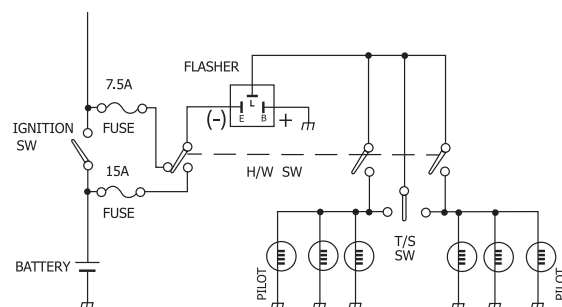 7.5A
FUSE
IGNITION
SW
15A
FUSE
BATTERY
FLASHER
L
E B
(-)
+
H/W SW
T/S
SW
PILOT
PILOT